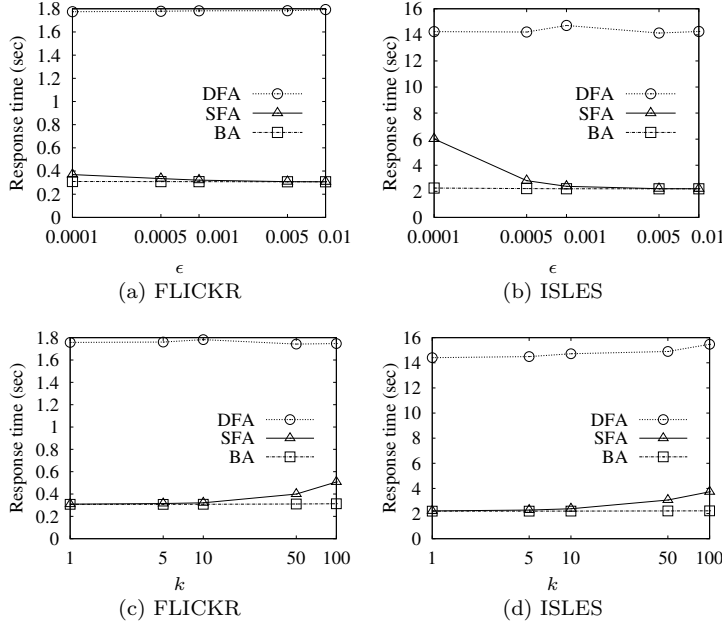 Response time (sec)
1.8
1.6
1.4
1.2
1
0.8
0.6
0.4
0.2
0
DFA
SFA
BA
0.0001
0.0005
0.001
0.005
0.01
ϵ
(a) FLICKR
Response time (sec)
16
14
12
10
8
6
4
2
0
DFA
SFA
BA
0.0001
0.0005
0.001
0.005
0.01
ϵ
(b) ISLES
Response time (sec)
1.8
1.6
1.4
1.2
1
0.8
0.6
0.4
0.2
0
DFA
SFA
BA
1
5
10
50
100
k
(c) FLICKR
Response time (sec)
16
14
12
10
8
6
4
2
0
DFA
SFA
BA
1
5
10
50
100
k
(d) ISLES